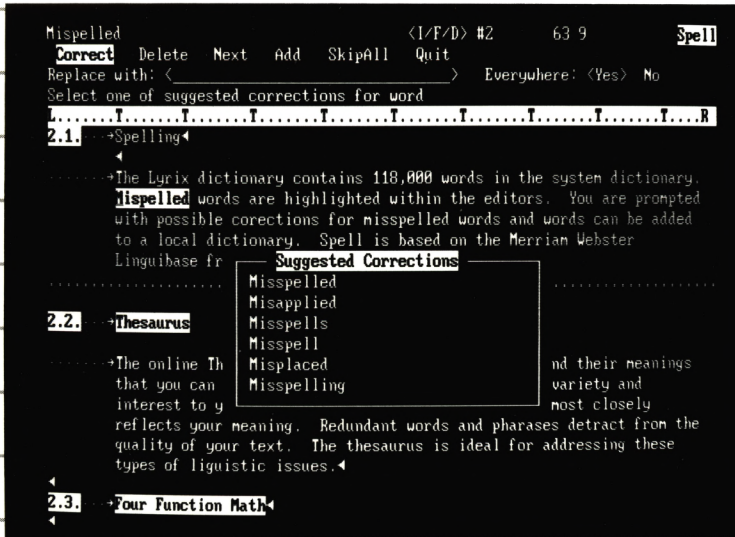 Mispelled <I/F/D> #2 63 9 Spell
Correct Delete Next Add SkipAll Quit
Replace with: <______________________________> Everywhere: <Yes> No
Select one of suggested corrections for word
L.......T.......T.......T.......T.......T.......T.......T.......T.......T....R
2.1. Spelling
The Lyrix dictionary contains 118,000 words in the system dictionary.
Mispelled words are highlighted within the editors. You are prompted
with possible corections for misspelled words and words can be added
to a local dictionary. Spell is based on the Merriam Webster
Linguibase fr
Suggested Corrections
Misspelled
Misapplied
Misspells
Misspell
Misplaced
Misspelling
2.2. Thesaurus
The online Th nd their meanings
that you can variety and
interest to y most closely
reflects your meaning. Redundant words and pharases detract from the
quality of your text. The thesaurus is ideal for addressing these
types of liguistic issues.
2.3. Four Function Math